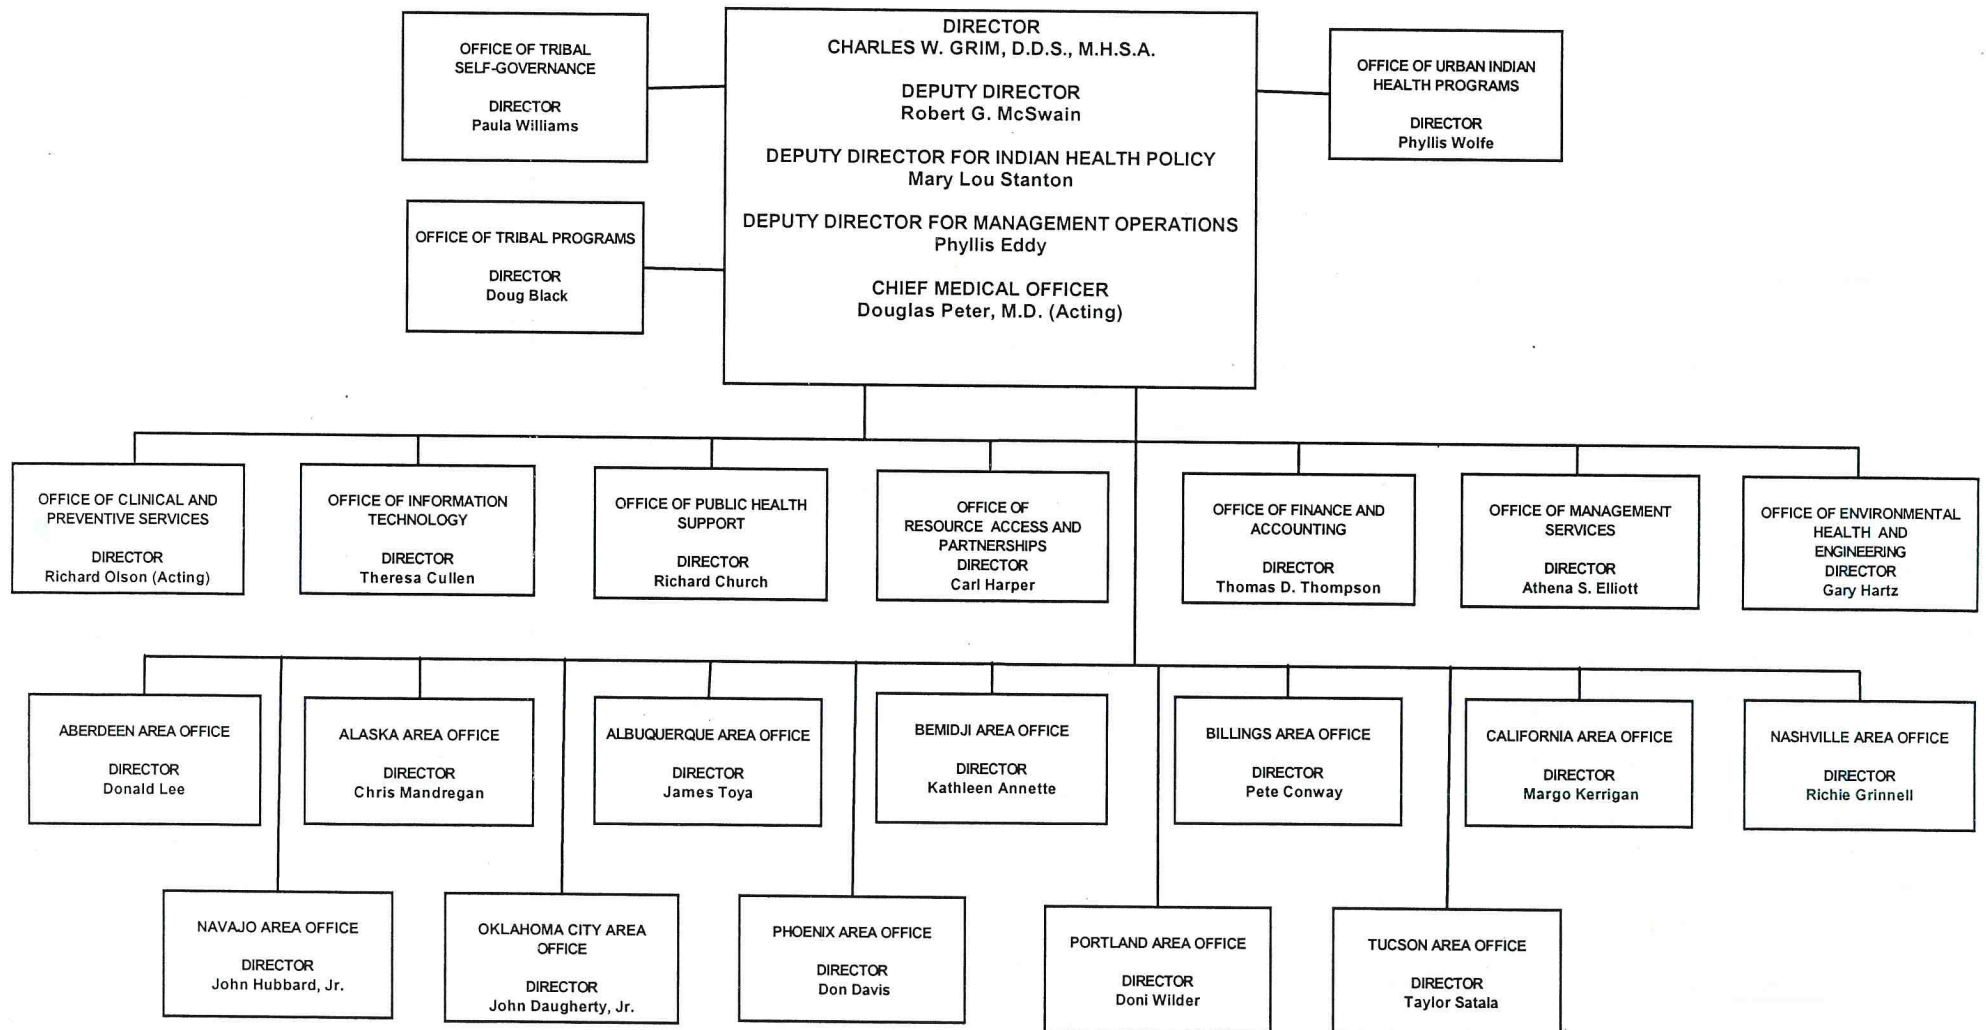 OFFICE OF TRIBAL
SELF-GOVERNANCE
DIRECTOR
Paula Williams
DIRECTOR
CHARLES W. GRIM, D.D.S., M.H.S.A.
DEPUTY DIRECTOR
Robert G. McSwain
DEPUTY DIRECTOR FOR INDIAN HEALTH POLICY
Mary Lou Stanton
DEPUTY DIRECTOR FOR MANAGEMENT OPERATIONS
Phyllis Eddy
CHIEF MEDICAL OFFICER
Douglas Peter, M.D. (Acting)
OFFICE OF URBAN INDIAN
HEALTH PROGRAMS
DIRECTOR
Phyllis Wolfe
OFFICE OF TRIBAL PROGRAMS
DIRECTOR
Doug Black
OFFICE OF CLINICAL AND
PREVENTIVE SERVICES
DIRECTOR
Richard Olson (Acting)
OFFICE OF INFORMATION
TECHNOLOGY
DIRECTOR
Theresa Cullen
OFFICE OF PUBLIC HEALTH
SUPPORT
DIRECTOR
Richard Church
OFFICE OF
RESOURCE ACCESS AND
PARTNERSHIPS
DIRECTOR
Carl Harper
OFFICE OF FINANCE AND
ACCOUNTING
DIRECTOR
Thomas D. Thompson
OFFICE OF MANAGEMENT
SERVICES
DIRECTOR
Athena S. Elliott
OFFICE OF ENVIRONMENTAL
HEALTH AND
ENGINEERING
DIRECTOR
Gary Hartz
ABERDEEN AREA OFFICE
DIRECTOR
Donald Lee
ALASKA AREA OFFICE
DIRECTOR
Chris Mandregan
ALBUQUERQUE AREA OFFICE
DIRECTOR
James Toya
BEMIDJI AREA OFFICE
DIRECTOR
Kathleen Annette
BILLINGS AREA OFFICE
DIRECTOR
Pete Conway
CALIFORNIA AREA OFFICE
DIRECTOR
Margo Kerrigan
NASHVILLE AREA OFFICE
DIRECTOR
Richie Grinnell
NAVAJO AREA OFFICE
DIRECTOR
John Hubbard, Jr.
OKLAHOMA CITY AREA
OFFICE
DIRECTOR
John Daugherty, Jr.
PHOENIX AREA OFFICE
DIRECTOR
Don Davis
PORTLAND AREA OFFICE
DIRECTOR
Doni Wilder
TUCSON AREA OFFICE
DIRECTOR
Taylor Satala